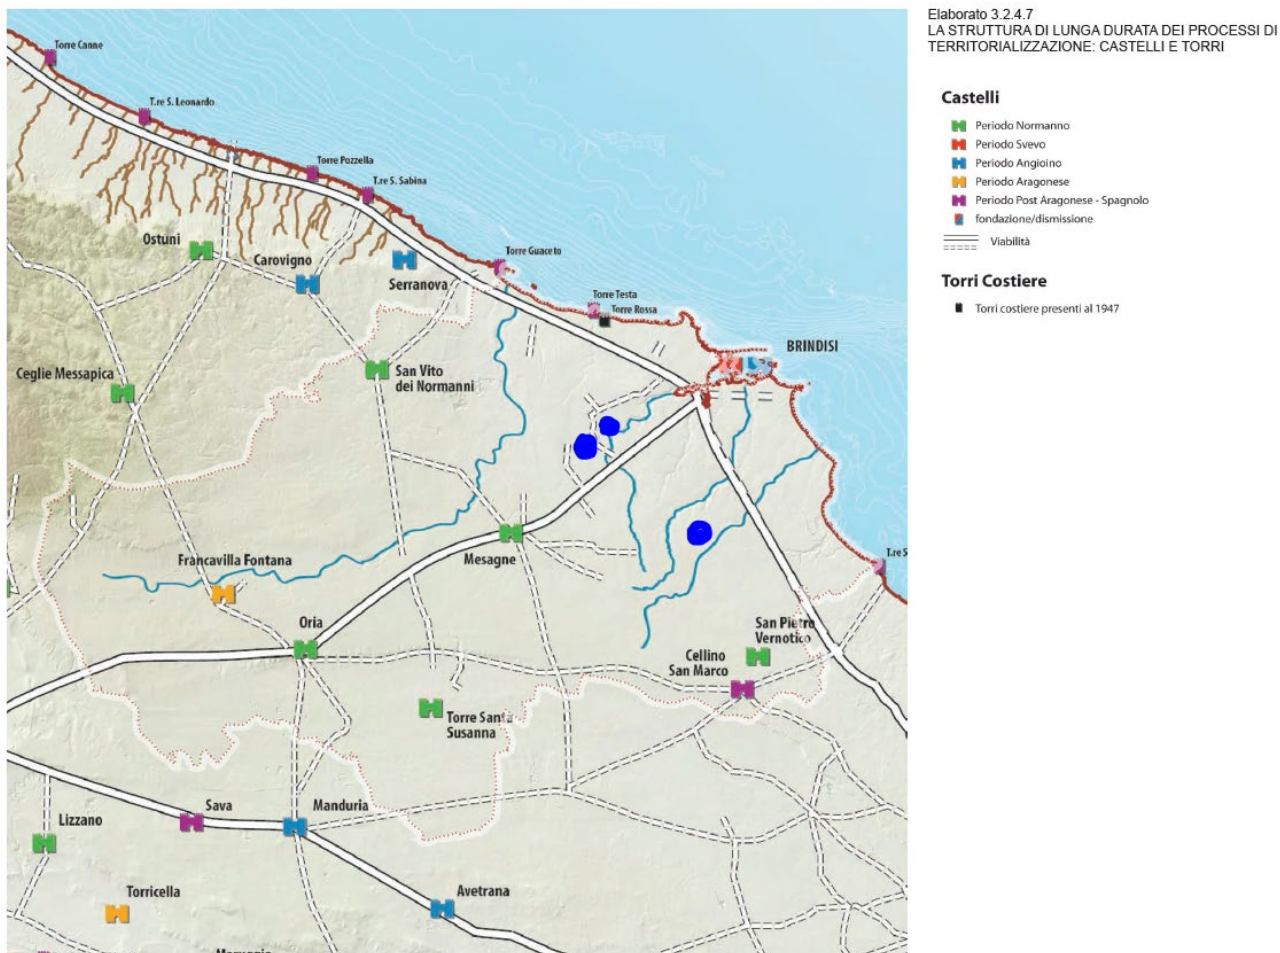 Elaborato 3.2.4.7
LA STRUTTURA DI LUNGA DURATA DEI PROCESSI DI
TERRITORIALIZZAZIONE: CASTELLI E TORRI
Castelli
Periodo Normanno
Periodo Svevo
Periodo Angioino
Periodo Aragonese
Periodo Post Aragonese - Spagnolo
fondazione/dismissione
Viabilità
Torri Costiere
Torri costiere presenti al 1947
Torre Canne
T.re S. Leonardo
Torre Pozzella
T.re S. Sabina
Ostuni
Carovigno
Serranova
Torre Guaceto
Torre Testa
Torre Rossa
BRINDISI
Ceglie Messapica
San Vito
dei Normanni
Francavilla Fontana
Mesagne
T.re S
Oria
San Pietro
Vernotico
Cellino
San Marco
Torre Santa
Susanna
Sava
Manduria
Lizzano
Torricella
Avetrana